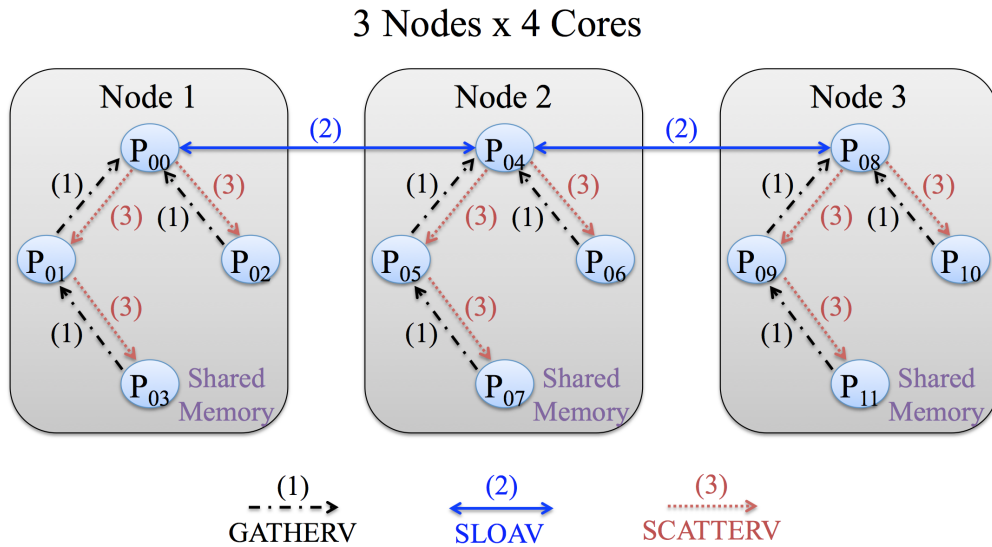 3 Nodes x 4 Cores
Node 1
Node 2
Node 3
P00
(2)
P04
(2)
P08
(1)
(3)
(3)
(1)
(1)
(3)
(3)
(1)
(1)
(3)
(3)
(1)
P01
P02
P05
P06
P09
P10
(1)
(3)
(1)
(3)
(1)
(3)
P03
Shared
Memory
P07
Shared
Memory
P11
Shared
Memory
(1)
GATHERV
(2)
SLOAV
(3)
SCATTERV